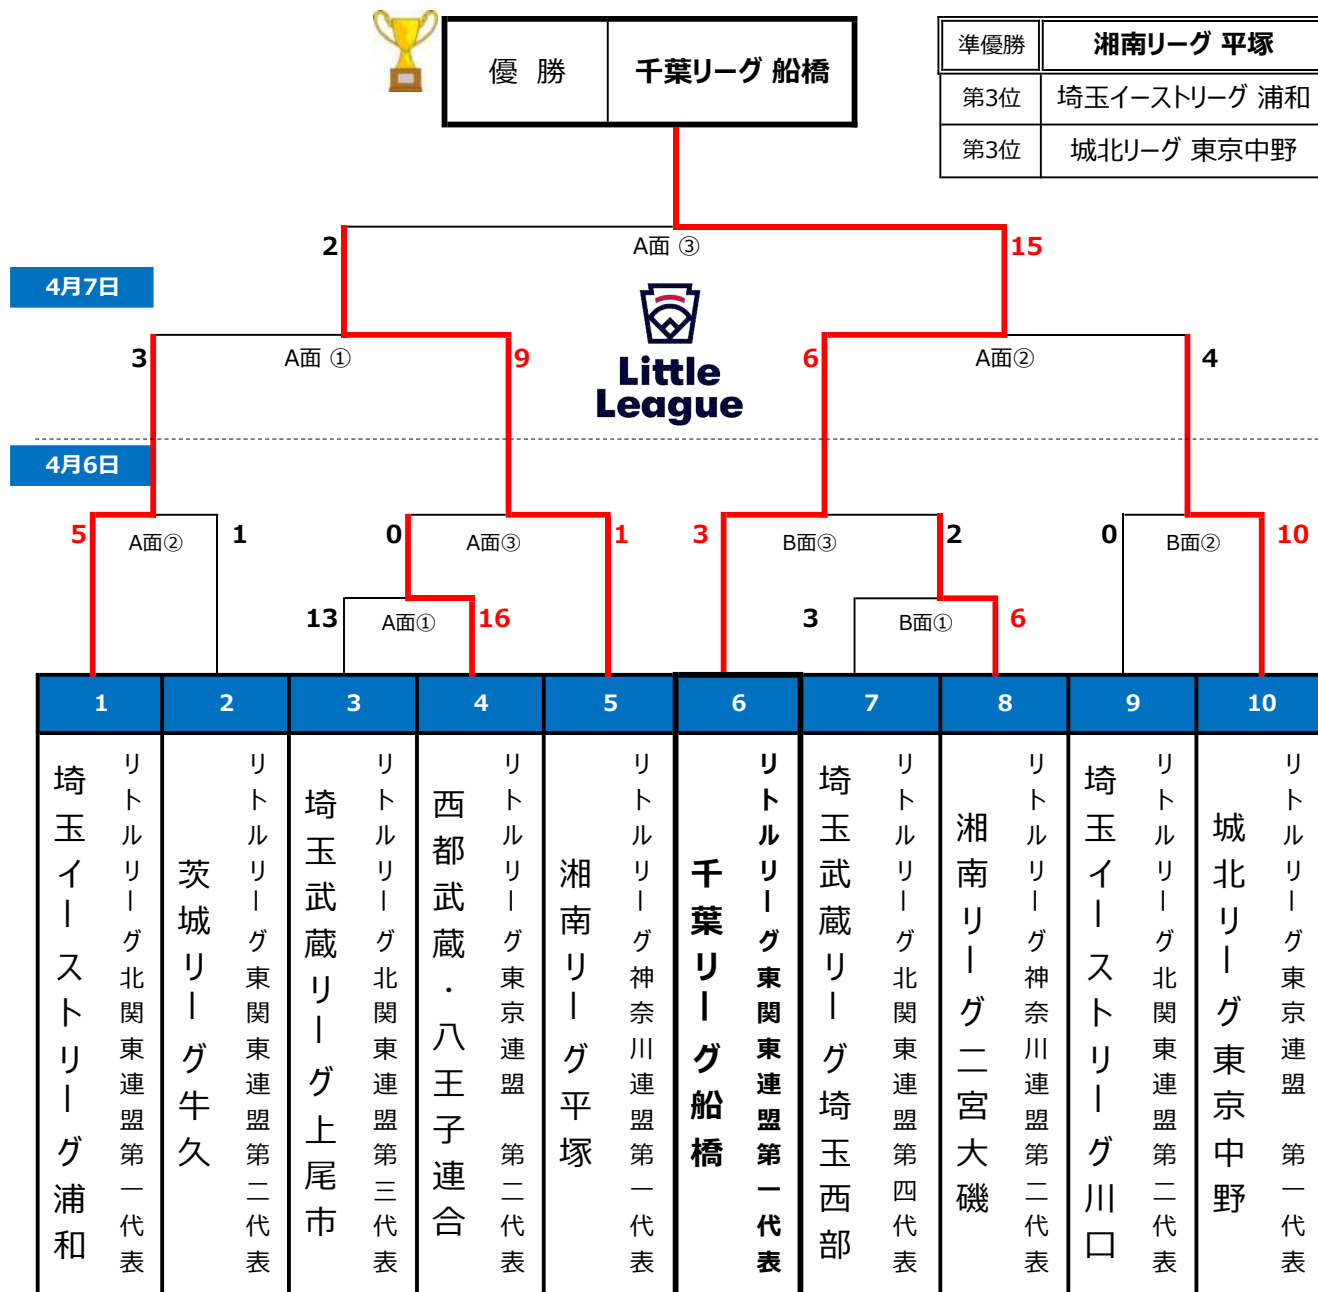 優 勝
千葉リーグ 船橋
準優勝
湘南リーグ 平塚
第3位
埼玉イーストリーグ 浦和
第3位
城北リーグ 東京中野
2
A面 ③
15
4月7日
3
A面 ①
9
Little
League
6
A面②
4
4月6日
5
A面②
1
0
A面③
1
3
B面③
2
0
B面②
10
13
A面①
16
3
B面①
6
1
2
3
4
5
6
7
8
9
10
リトルリーグ北関東連盟第一代表
埼玉イーストリーグ浦和
リトルリーグ東関東連盟第二代表
茨城リーグ牛久
リトルリーグ北関東連盟第三代表
埼玉武蔵リーグ上尾市
リトルリーグ東京連盟 第二代表
西都武蔵・八王子連合
リトルリーグ神奈川連盟第一代表
湘南リーグ平塚
リトルリーグ東関東連盟第一代表
千葉リーグ船橋
リトルリーグ北関東連盟第四代表
埼玉武蔵リーグ埼玉西部
リトルリーグ神奈川連盟第二代表
湘南リーグ二宮大磯
リトルリーグ北関東連盟第二代表
埼玉イーストリーグ川口
リトルリーグ東京連盟 第一代表
城北リーグ東京中野